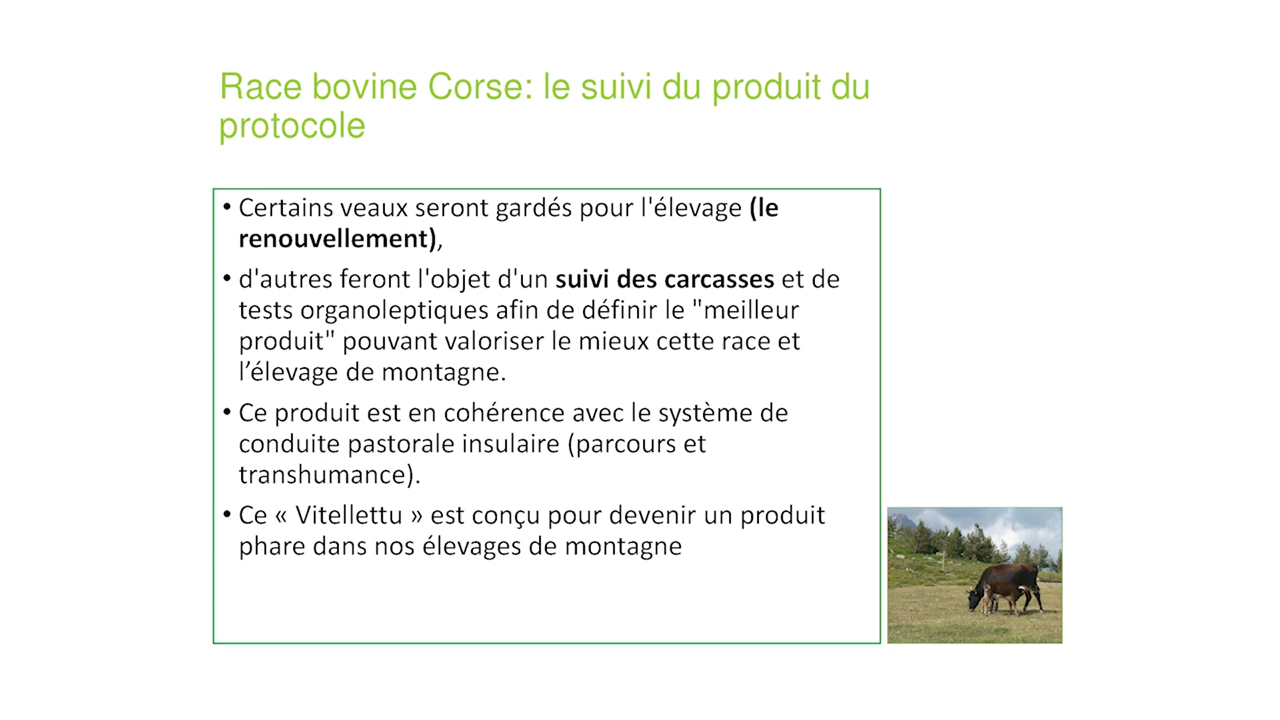 Race bovine Corse: le suivi du produit du
protocole
• Certains veaux seront gardés pour l'élevage (le
renouvellement),
• d'autres feront l'objet d'un suivi des carcasses et de
tests organoleptiques afin de définir le "meilleur
produit" pouvant valoriser le mieux cette race et
l’élevage de montagne.
• Ce produit est en cohérence avec le système de
conduite pastorale insulaire (parcours et
transhumance).
• Ce « Vitellettu » est conçu pour devenir un produit
phare dans nos élevages de montagne